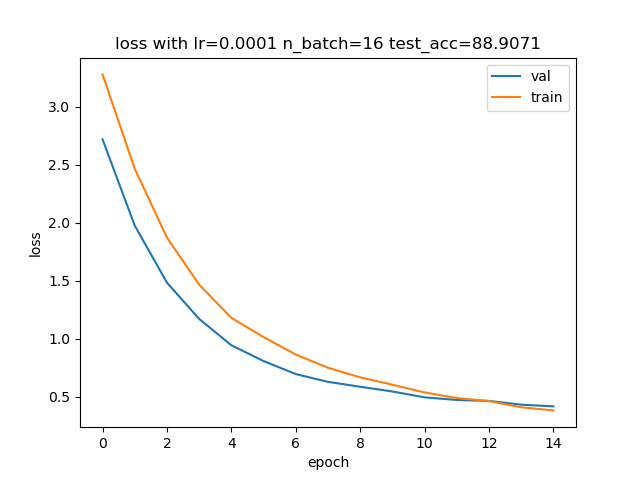 loss with lr=0.0001 n_batch=16 test_acc=88.9071
val
train
3.0
2.5
2.0
1.5
1.0
0.5
loss
0 2 4 6 8 10 12 14
epoch